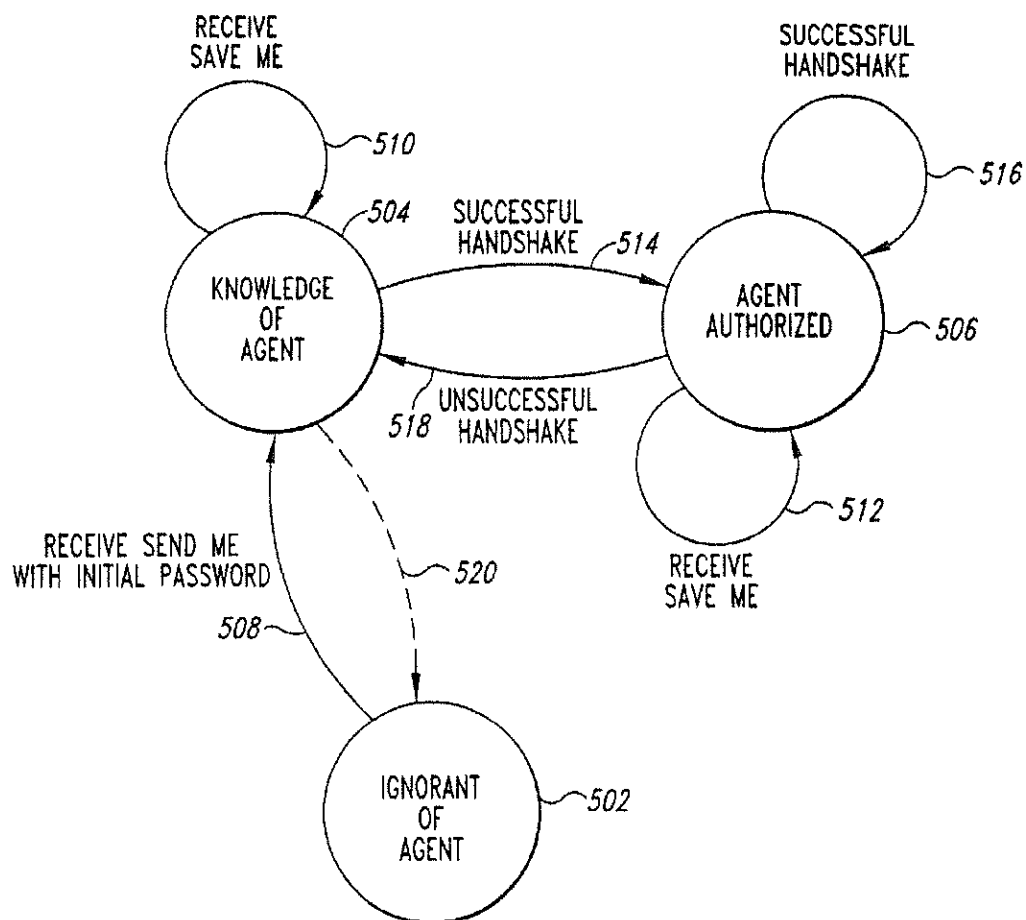 RECEIVE
SAVE ME
510
504
KNOWLEDGE
OF
AGENT
SUCCESSFUL
HANDSHAKE
514
SUCCESSFUL
HANDSHAKE
516
AGENT
AUTHORIZED
506
518
UNSUCCESSFUL
HANDSHAKE
512
RECEIVE
SAVE ME
RECEIVE SEND ME
WITH INITIAL PASSWORD
508
520
IGNORANT
OF
AGENT
502